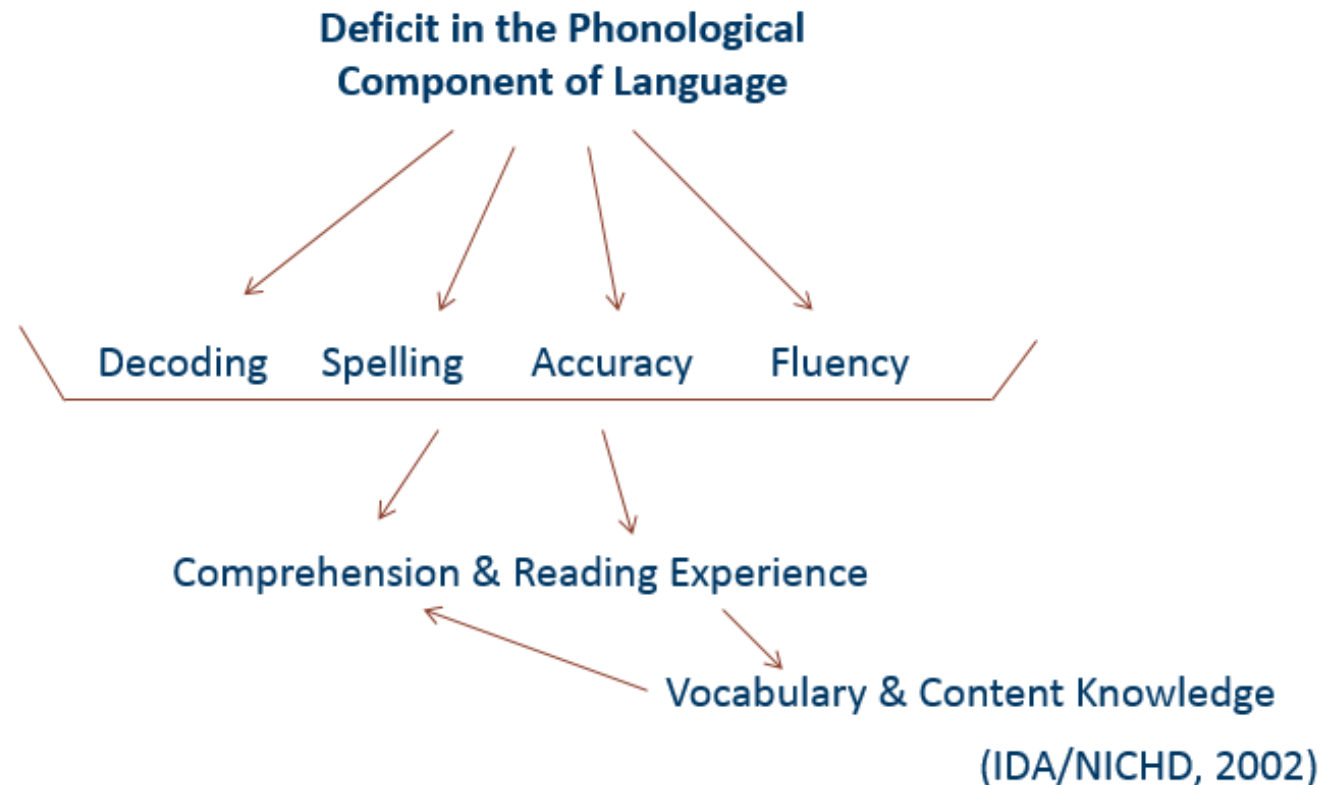 Deficit in the Phonological
Component of Language
Decoding Spelling Accuracy Fluency
Comprehension & Reading Experience
Vocabulary & Content Knowledge
(IDA/NICHD, 2002)